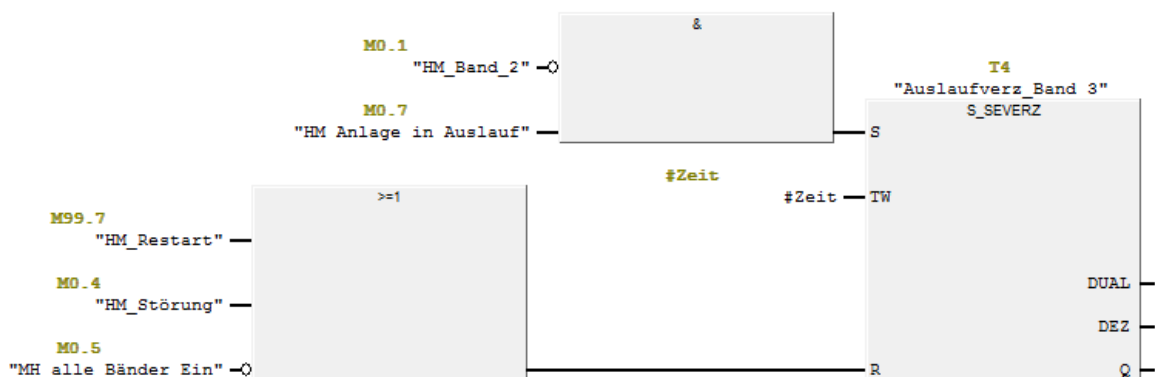 &
M0.1
"HM_Band_2"
T4
"Auslaufverz_Band 3"
M0.7
S_SEVERZ
"HM Anlage in Auslauf"
S
#Zeit
>=1
#Zeit
TW
M99.7
"HM_Restart"
M0.4
DUAL
"HM_Störung"
DEZ
M0.5
"MH alle Bänder Ein"
R
Q